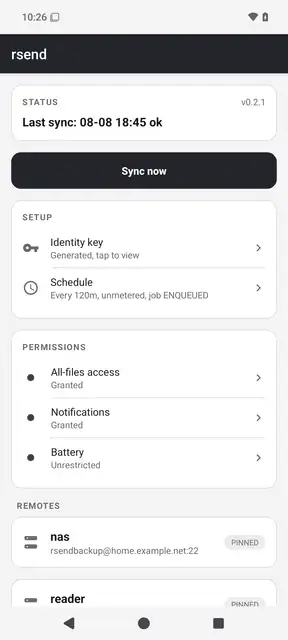 10:26
rsend
STATUS
v0.2.1
Last sync: 08-08 18:45 ok
Sync now
SETUP
Identity key
Generated, tap to view
Schedule
Every 120m, unmetered, job ENQUEUED
PERMISSIONS
All-files access
Granted
Notifications
Granted
Battery
Unrestricted
REMOTES
nas
rsendbackup@home.example.net:22
PINNED
reader
PINNED